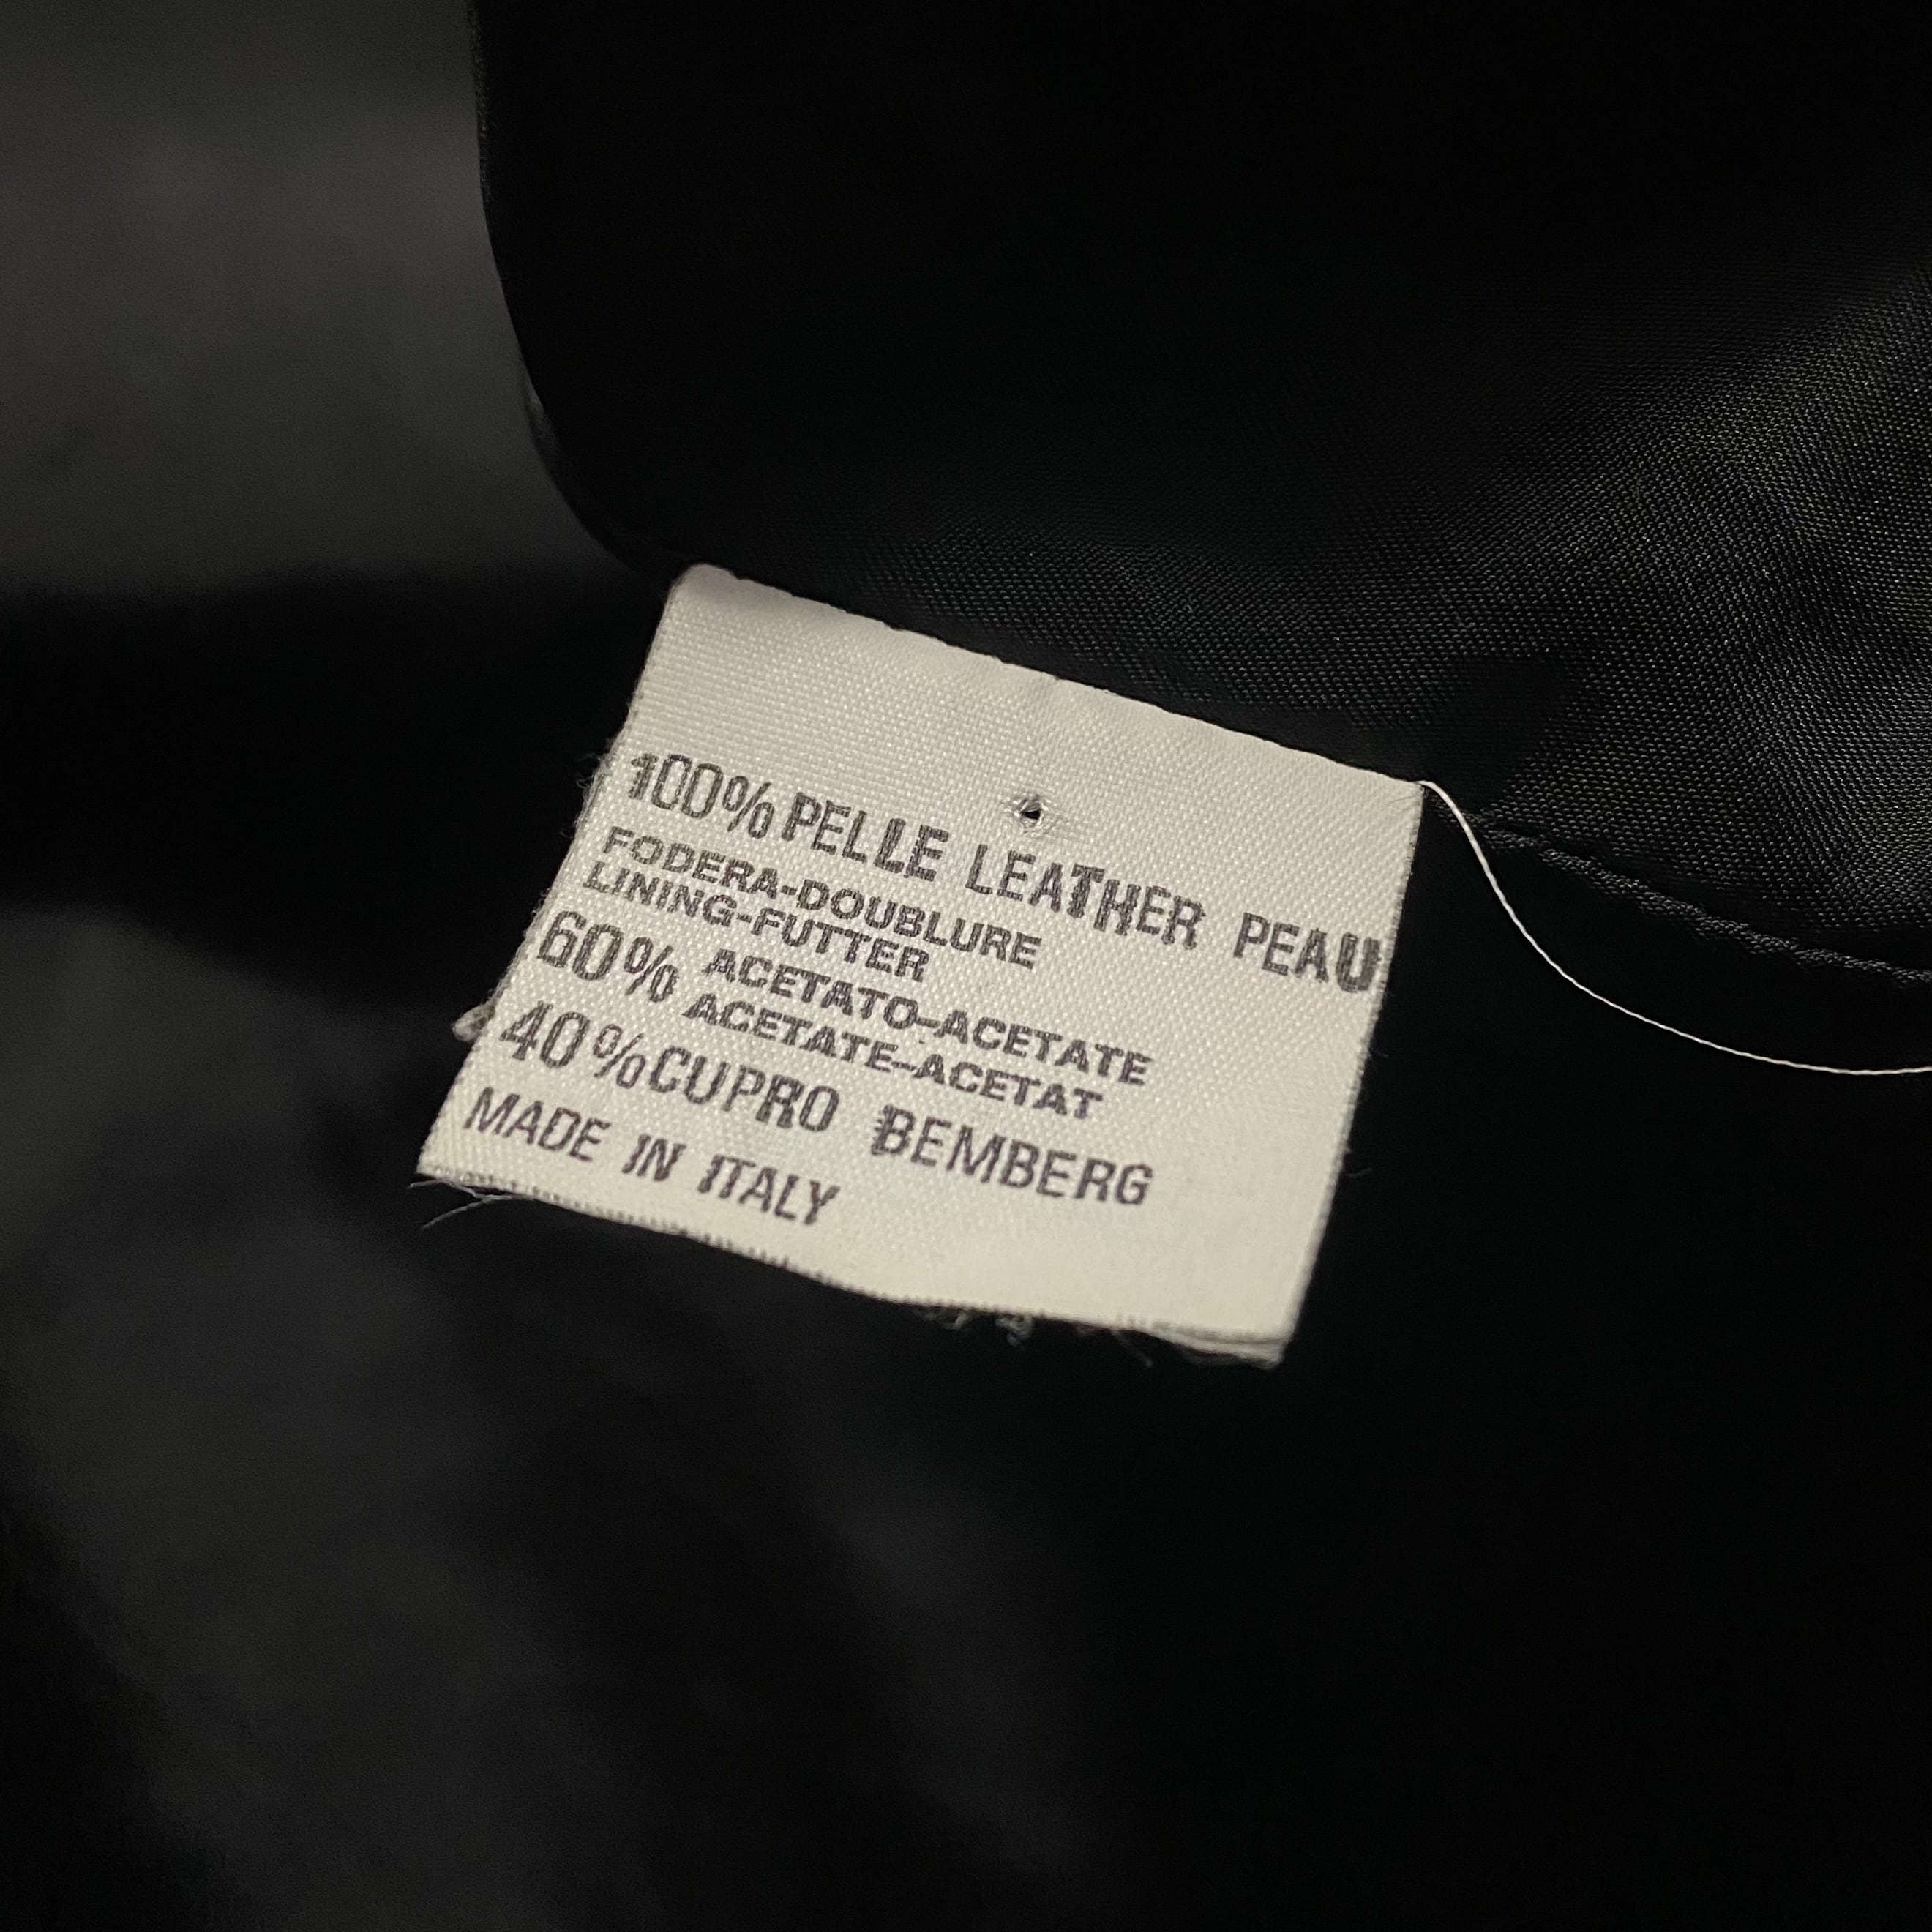 100% PELLE LEATHER PEAU
FODERA-DOUBLURE
LINING-FUTTER
60% ACETATO-ACETATE
ACETATE-ACETAT
40% CUPRO BEMBERG
MADE IN ITALY